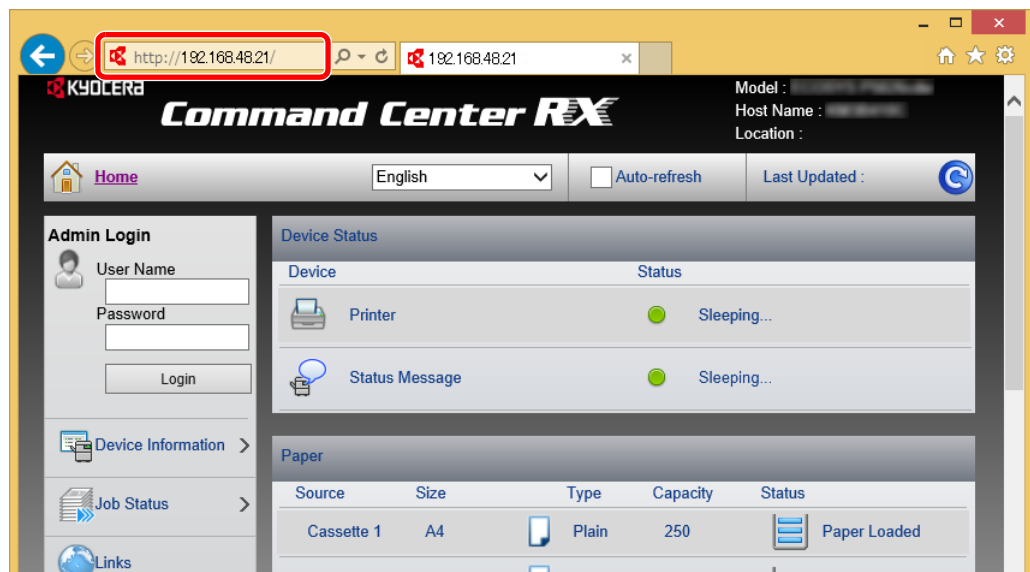 http://192.168.48.21/
192.168.48.21
KYOCERA
Command Center RX
Model :
Host Name :
Location :
Home
English
Auto-refresh
Last Updated :
Admin Login
User Name
Password
Login
Device Information
Job Status
Links
Device Status
Device Status
Printer Sleeping...
Status Message Sleeping...
Paper
Source Size Type Capacity Status
Cassette 1 A4 Plain 250 Paper Loaded